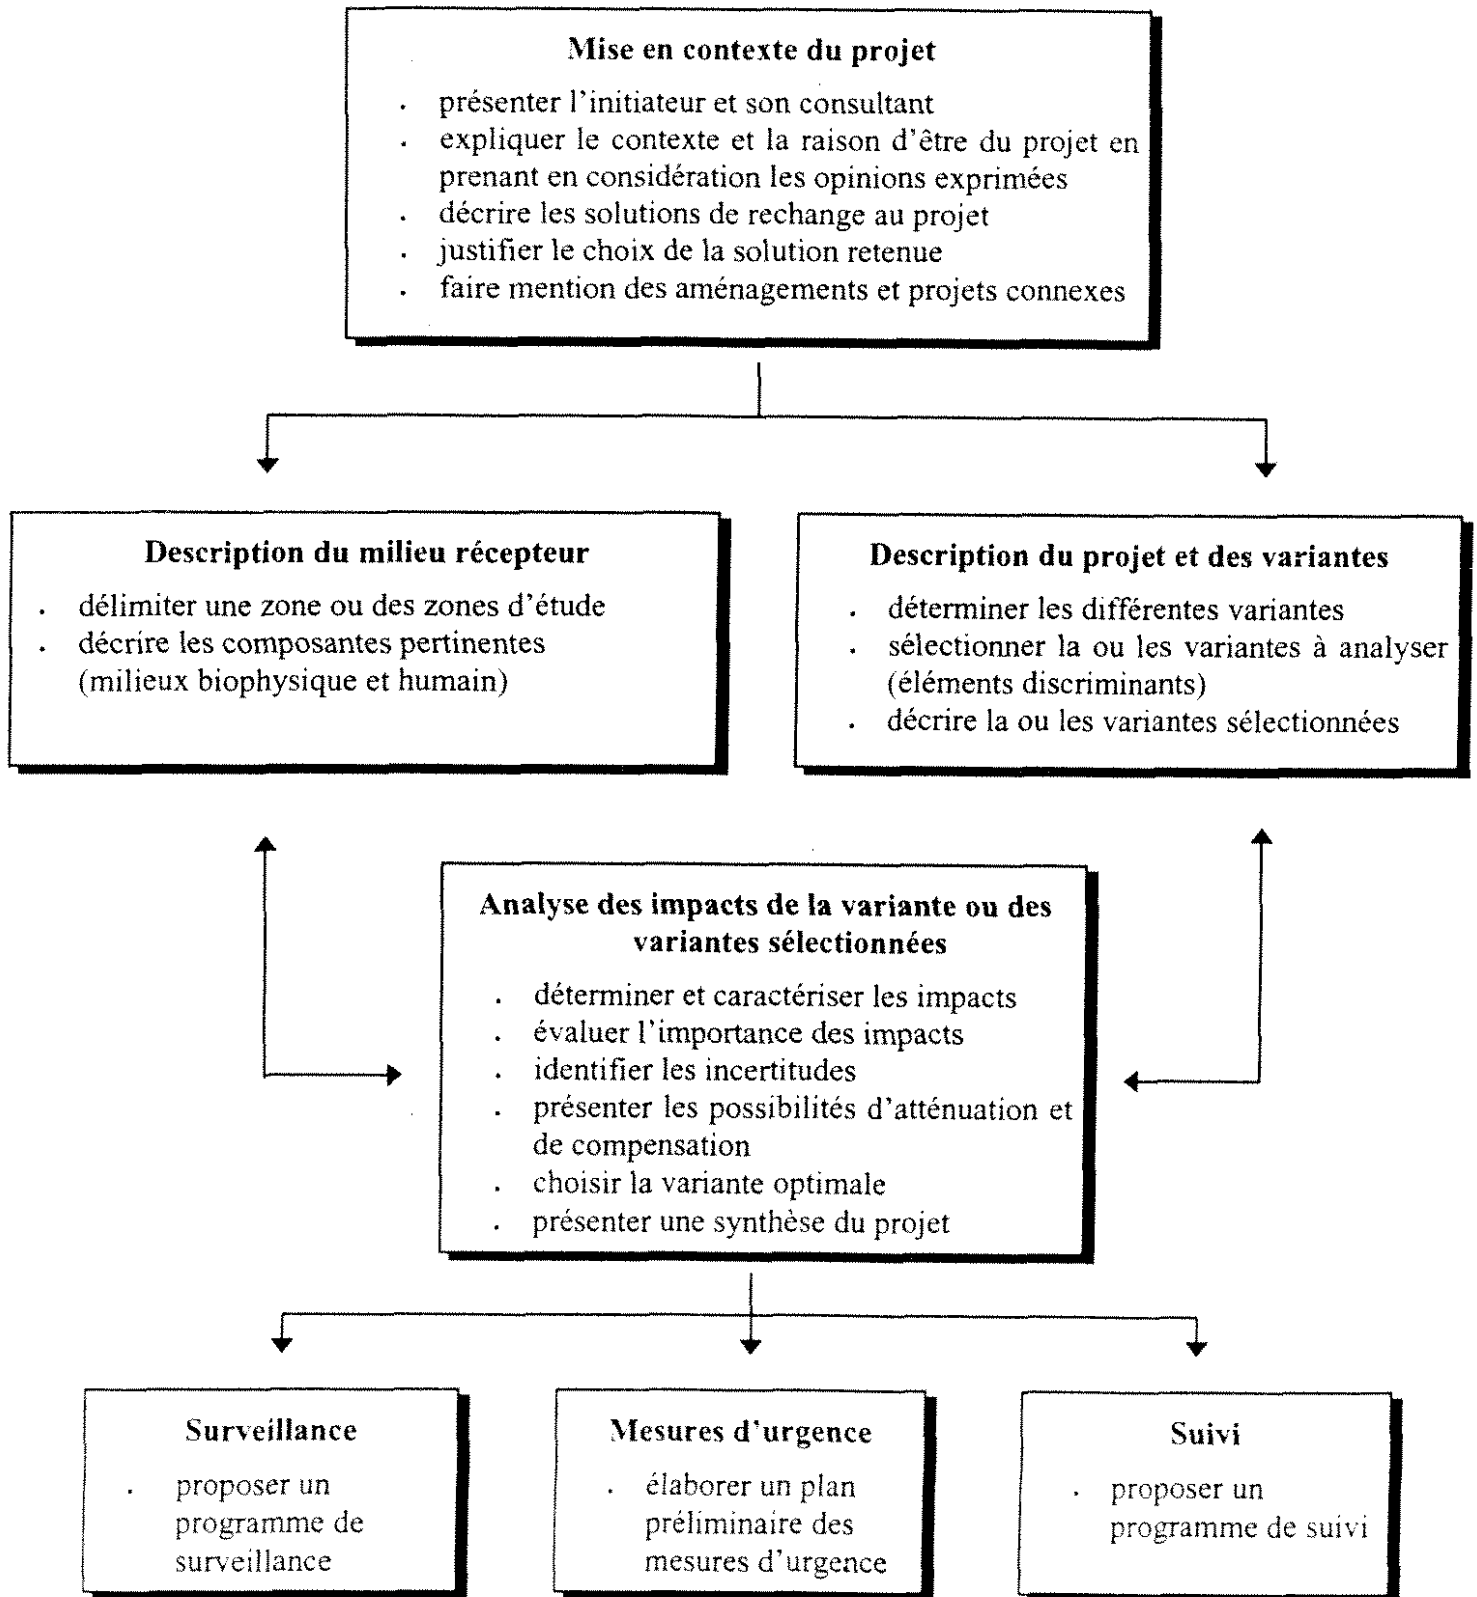 Mise en contexte du projet
. présenter l'initiateur et son consultant
. expliquer le contexte et la raison d'être du projet en
prenant en considération les opinions exprimées
. décrire les solutions de rechange au projet
. justifier le choix de la solution retenue
. faire mention des aménagements et projets connexes
Description du milieu récepteur
. délimiter une zone ou des zones d'étude
. décrire les composantes pertinentes
(milieux biophysique et humain)
Description du projet et des variantes
. déterminer les différentes variantes
. sélectionner la ou les variantes à analyser
(éléments discriminants)
. décrire la ou les variantes sélectionnées
Analyse des impacts de la variante ou des
variantes sélectionnées
. déterminer et caractériser les impacts
. évaluer l'importance des impacts
. identifier les incertitudes
. présenter les possibilités d'atténuation et
de compensation
. choisir la variante optimale
. présenter une synthèse du projet
Surveillance
. proposer un
programme de
surveillance
Mesures d'urgence
. élaborer un plan
préliminaire des
mesures d'urgence
Suivi
. proposer un
programme de suivi